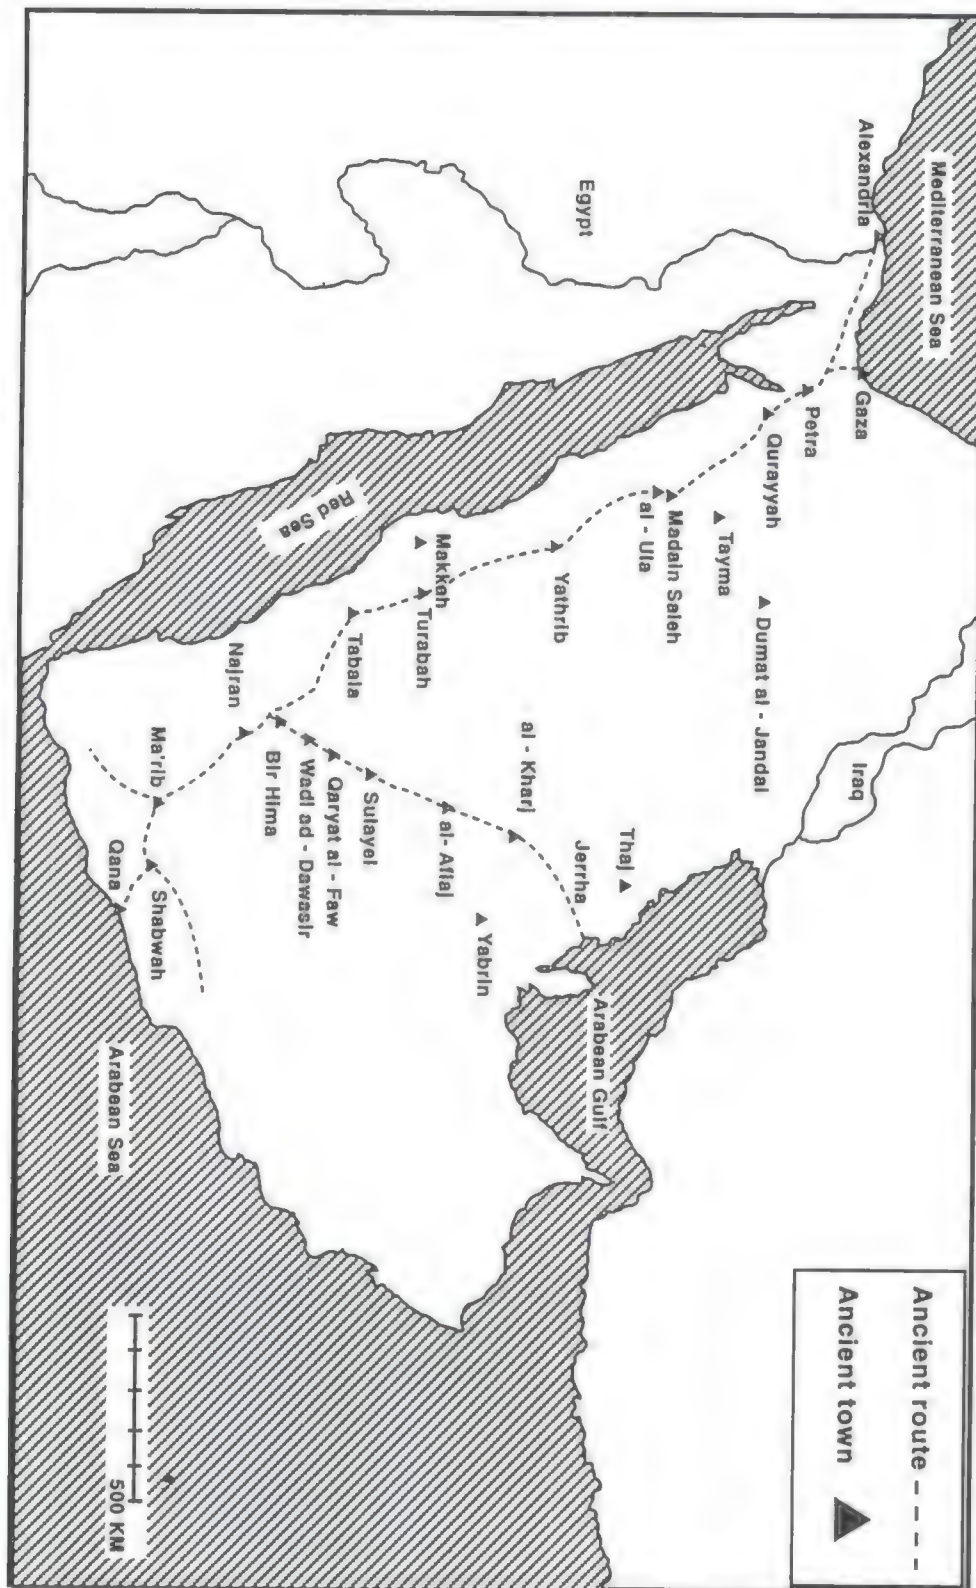 Mediterranean Sea
Alexandria
Gaza
Petra
Egypt
Qurayyah
Tayma
Dumat al - Jandal
Iraq
Madain Saleh
al - Ula
Yathrib
Thaj
Jerrha
Arabean Gulf
al - Kharj
Yabrin
Red Sea
Makkeh
Turabah
Tabala
al- Aflaj
Sulayel
Qaryat al - Faw
Wadi ad - Dawasir
Bir Hima
Najran
Ma'rib
Shabwah
Qana
Arabean Sea
Ancient route
Ancient town
500 KM